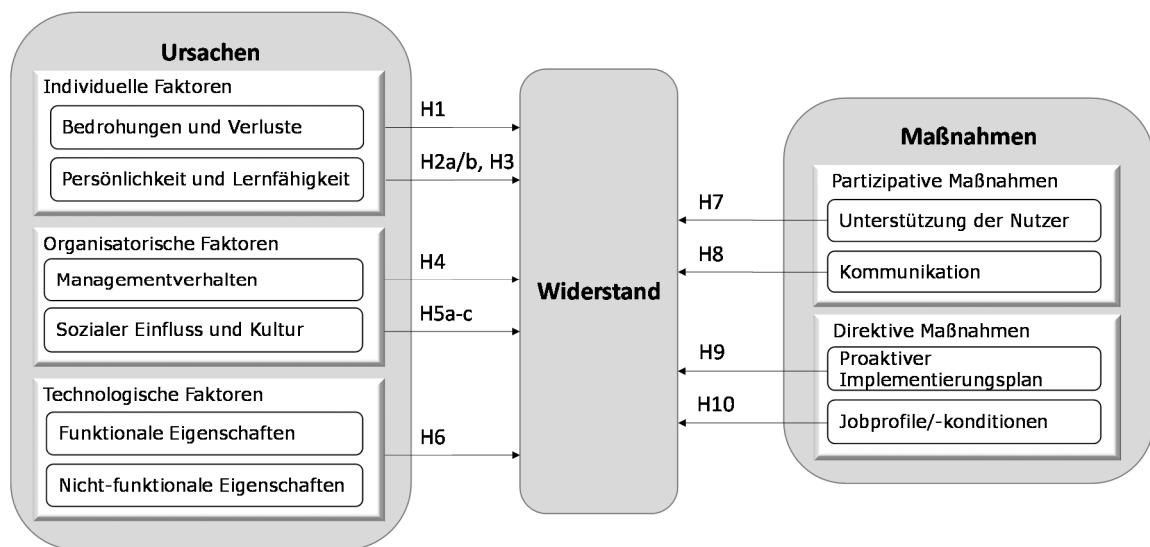 Ursachen
Individuelle Faktoren
Bedrohungen und Verluste
Persönlichkeit und Lernfähigkeit
Organisatorische Faktoren
Managementverhalten
Sozialer Einfluss und Kultur
Technologische Faktoren
Funktionale Eigenschaften
Nicht-funktionale Eigenschaften
H1
H2a/b, H3
H4
H5a-c
H6
Widerstand
H7
H8
H9
H10
Maßnahmen
Partizipative Maßnahmen
Unterstützung der Nutzer
Kommunikation
Direktive Maßnahmen
Proaktiver
Implementierungsplan
Jobprofile/-konditionen